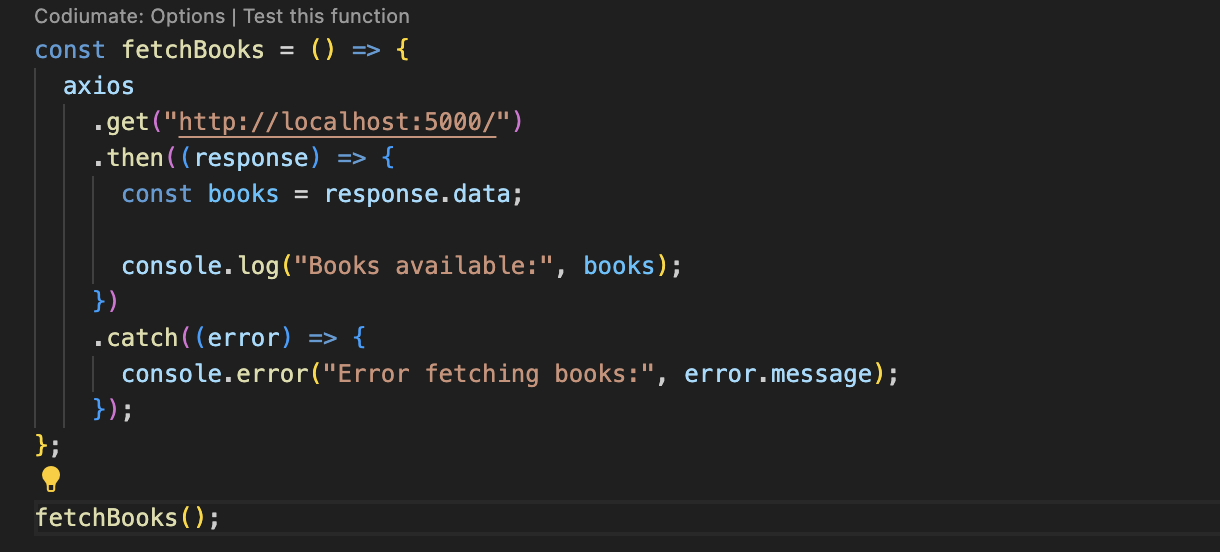 Codiumate: Options | Test this function
const fetchBooks = () => {
  axios
    .get("http://localhost:5000/")
    .then((response) => {
      const books = response.data;

      console.log("Books available:", books);
    })
    .catch((error) => {
      console.error("Error fetching books:", error.message);
    });
};

fetchBooks();